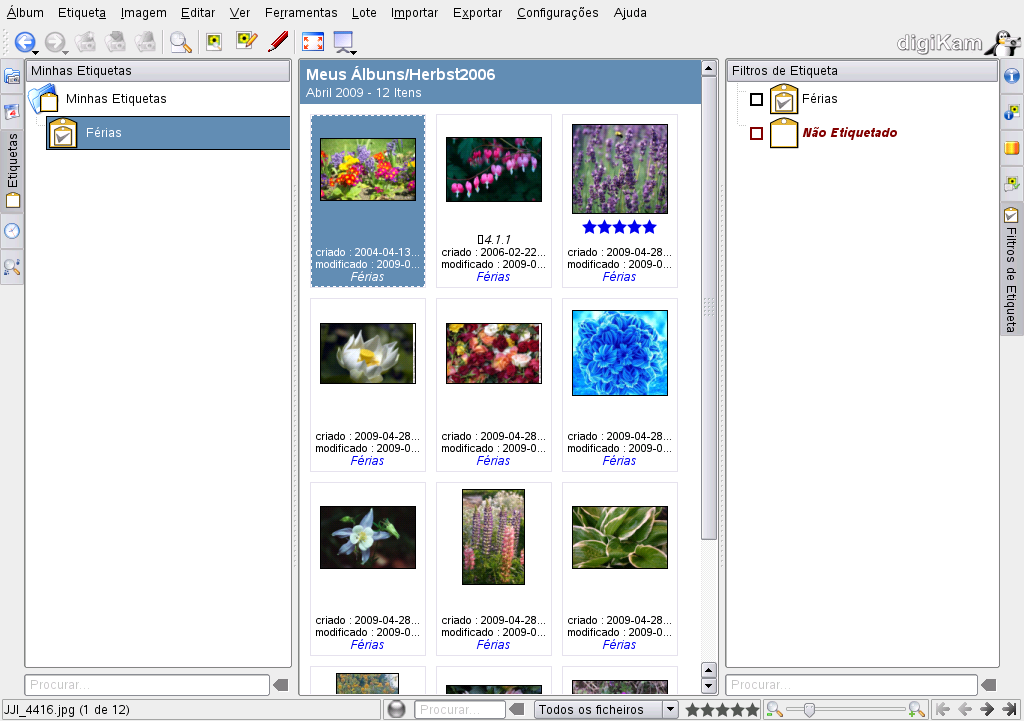 Álbum Etiqueta Imagem Editar Ver Ferramentas Lote Importar Exportar Configurações Ajuda
digiKam
Minhas Etiquetas
Minhas Etiquetas
Férias
Etiquetas
Procurar...
Meus Álbuns/Herbst2006
Abril 2009 - 12 Itens
criado : 2004-04-13...
modificado : 2009-0...
Férias
4.1.1
criado : 2006-02-22...
modificado : 2009-0...
Férias
criado : 2009-04-28...
modificado : 2009-0...
Férias
criado : 2009-04-28...
modificado : 2009-0...
Férias
criado : 2009-04-28...
modificado : 2009-0...
Férias
criado : 2009-04-28...
modificado : 2009-0...
Férias
criado : 2009-04-28...
modificado : 2009-0...
Férias
criado : 2009-04-28...
modificado : 2009-0...
Férias
criado : 2009-04-28...
modificado : 2009-0...
Férias
Filtros de Etiqueta
Férias
Não Etiquetado
Filtros de Etiqueta
Procurar...
JJI_4416.jpg (1 de 12)
Procurar...
Todos os ficheiros